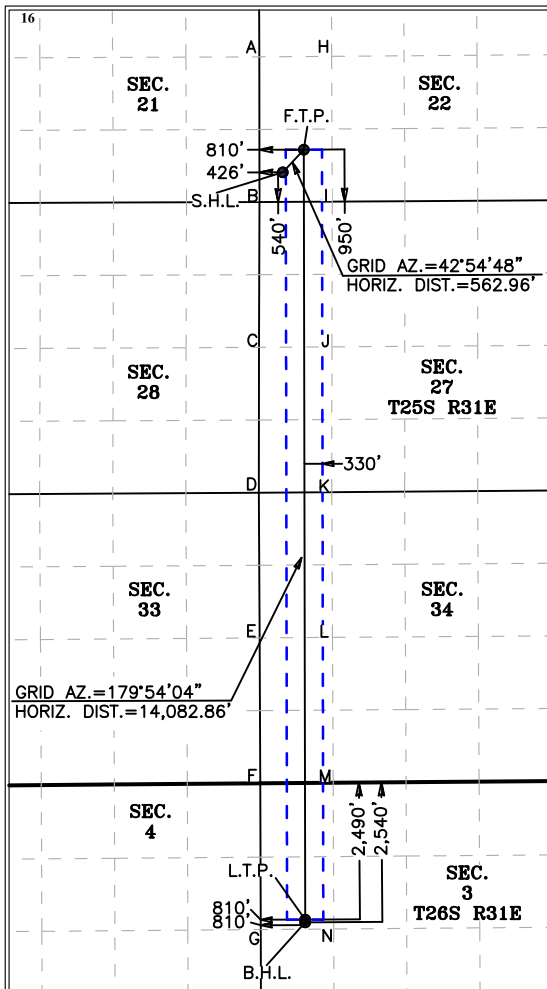 16
A H
SEC.
21
SEC.
22
F.T.P.
810'
426'
S.H.L.
B I
540'
950'
GRID AZ.=42°54'48"
HORIZ. DIST.=562.96'
C J
SEC.
28
SEC.
27
T25S R31E
330'
D K
SEC.
33
SEC.
34
E L
GRID AZ.=179°54'04"
HORIZ. DIST.=14,082.86'
F M
SEC.
4
2,490'
2,540'
L.T.P.
SEC.
3
T26S R31E
810'
810'
G N
B.H.L.